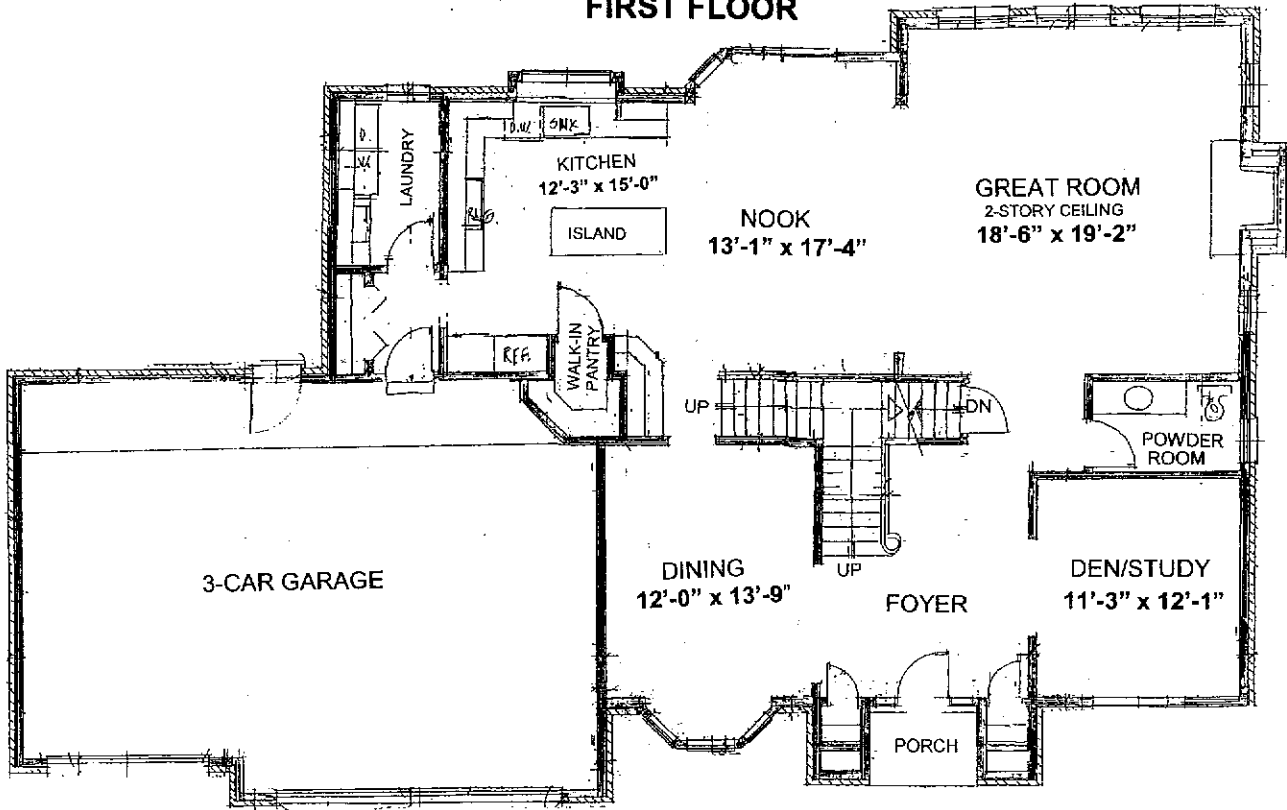 FIRST FLOOR
D.W.
SNK
LAUNDRY
KITCHEN
12'-3" x 15'-0"
ISLAND
NOOK
13'-1" x 17'-4"
GREAT ROOM
2-STORY CEILING
18'-6" x 19'-2"
D.
REF.
WALK-IN
PANTRY
UP
DN
POWDER
ROOM
3-CAR GARAGE
DINING
12'-0" x 13'-9"
UP
FOYER
DEN/STUDY
11'-3" x 12'-1"
PORCH